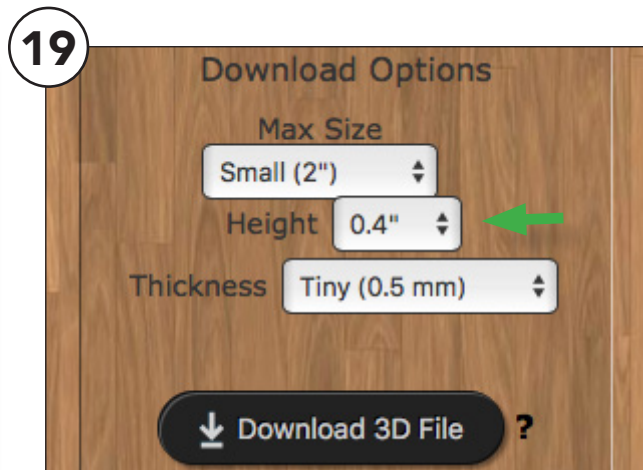 19
Download Options
Max Size
Small (2")
Height 0.4"
Thickness Tiny (0.5 mm)
Download 3D File ?